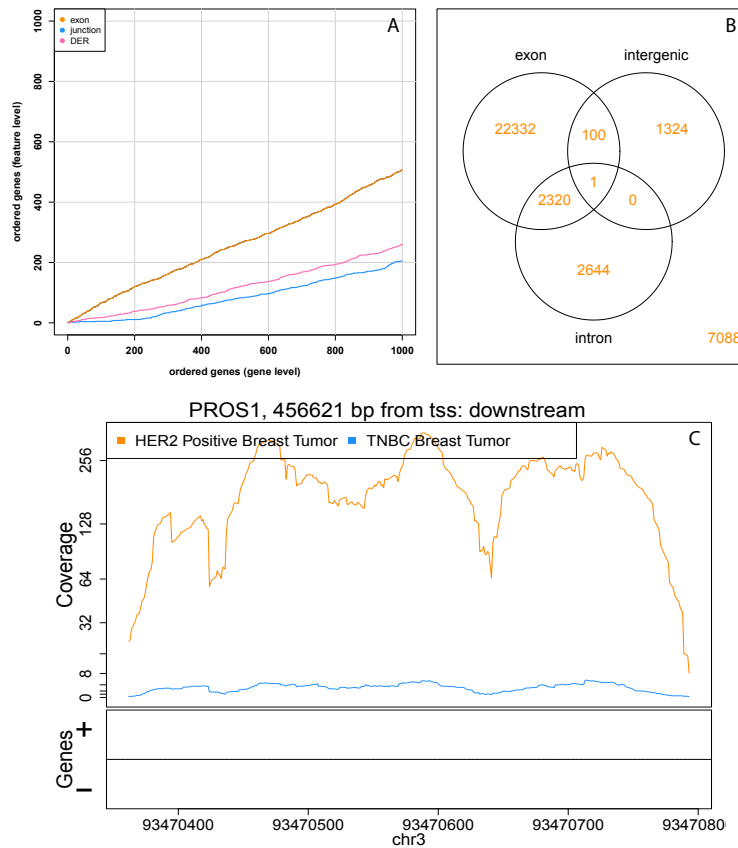 A
exon
junction
DER
1000
800
600
400
200
0
ordered genes (feature level)
0 200 400 600 800 1000
ordered genes (gene level)
B
exon intergenic
22332 100 1324
1
2320 0
2644
intron
7088
PROS1, 456621 bp from tss: downstream
HER2 Positive Breast Tumor TNBC Breast Tumor C
256
128
64
32
8
0
Coverage
+
Genes
−
93470400 93470500 93470600 93470700 9347080
chr3